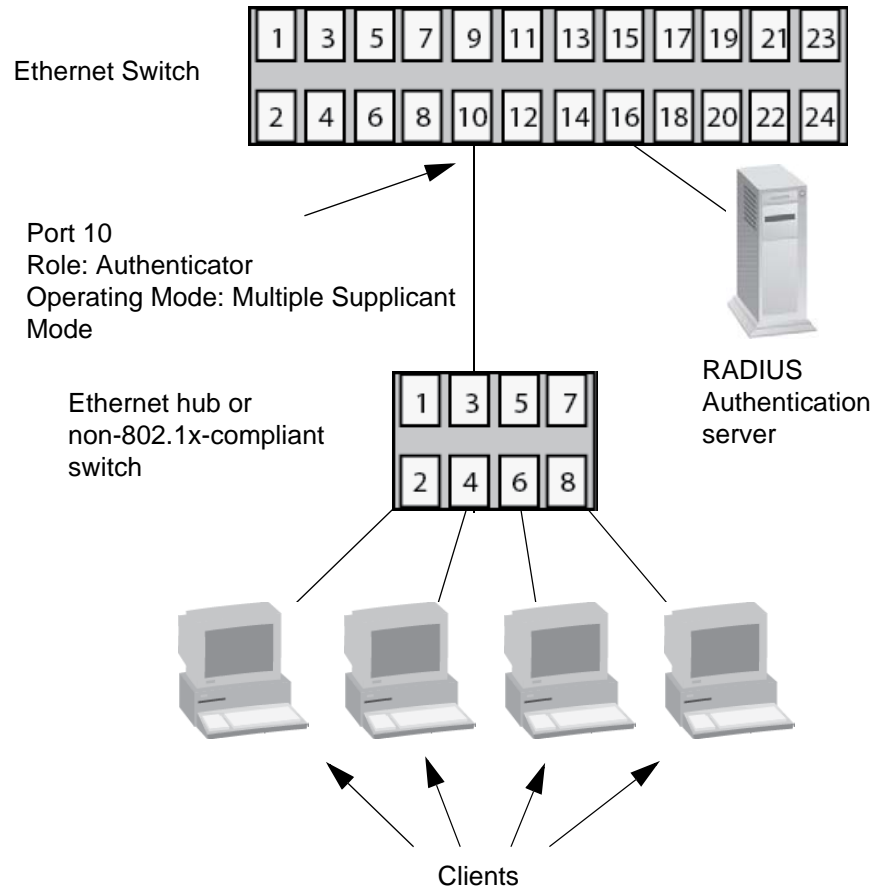 1 3 5 7 9 11 13 15 17 19 21 23
Ethernet Switch
2 4 6 8 10 12 14 16 18 20 22 24
Port 10
Role: Authenticator
Operating Mode: Multiple Supplicant
Mode
RADIUS
Authentication
server
Ethernet hub or
non-802.1x-compliant
switch
1 3 5 7
2 4 6 8
Clients